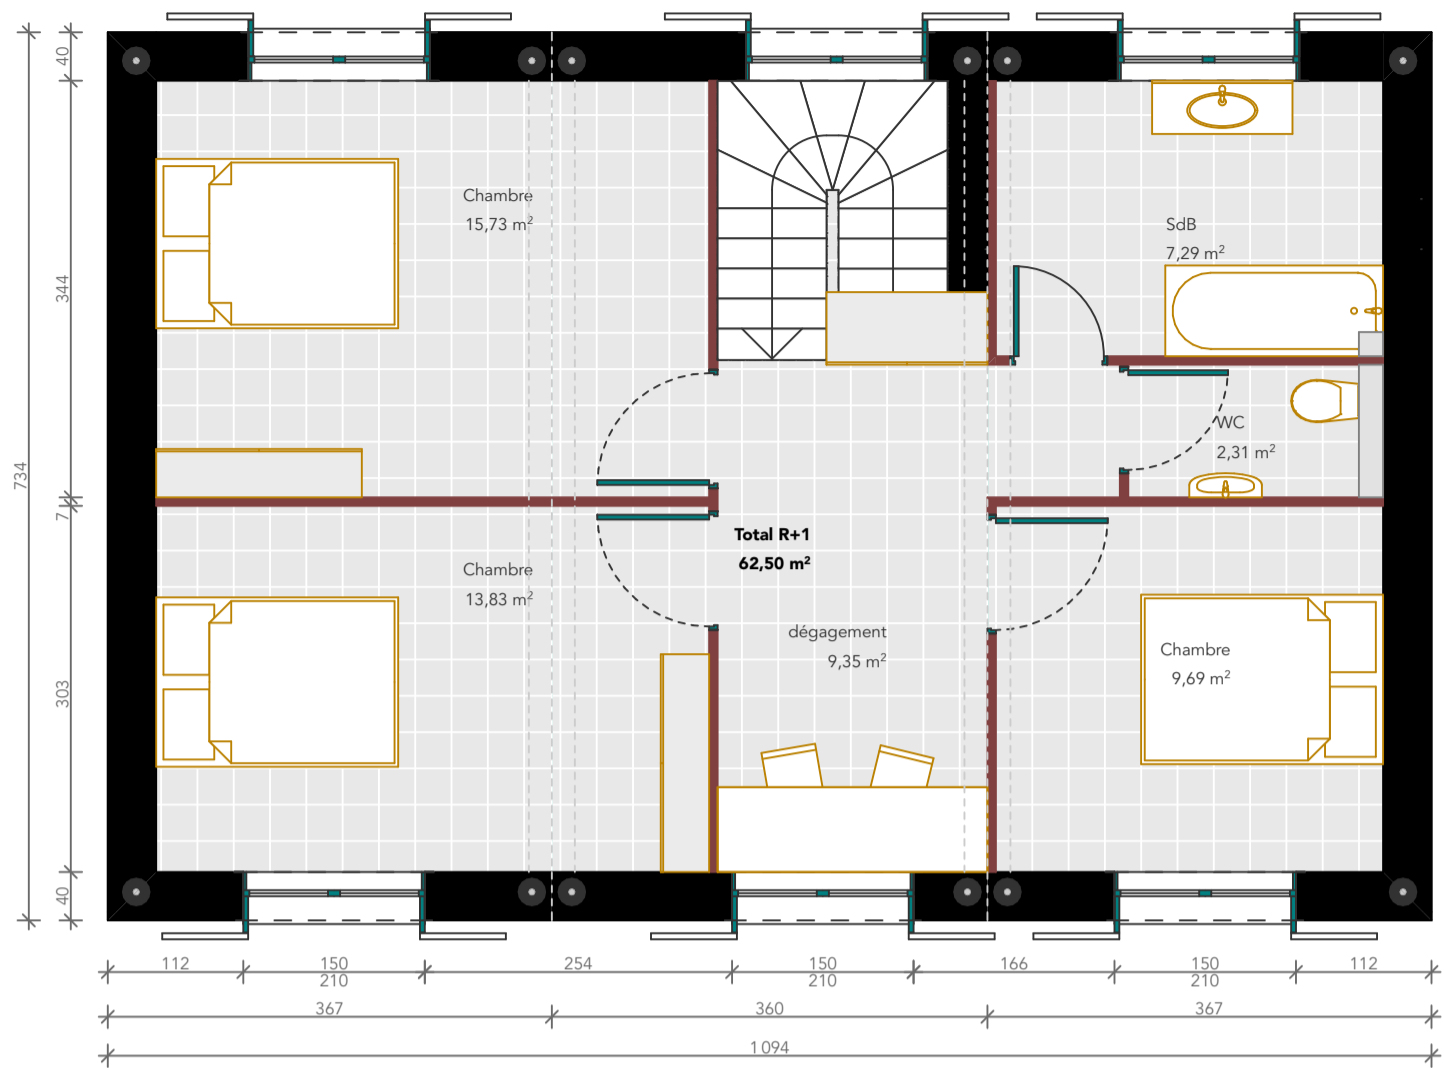 40
344
7
303
40
734
Chambre
15,73 m²
SdB
7,29 m²
WC
2,31 m²
Total R+1
62,50 m²
Chambre
13,83 m²
dégagement
9,35 m²
Chambre
9,69 m²
112 150 254 150 166 150 112
210 210 210
367 360 367
1 094